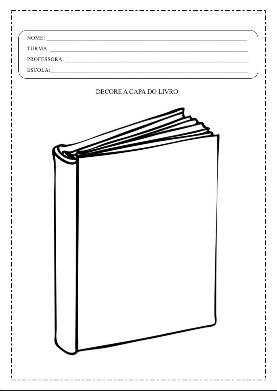 NOME:
TURMA
PROFESSORA
ESCOLA:
DECORE A CAPA DO LIVRO